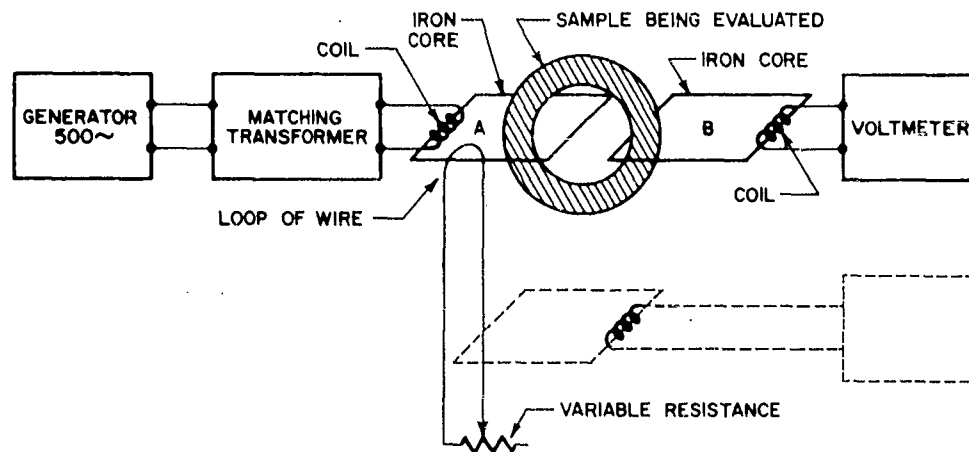 SAMPLE BEING EVALUATED
IRON
CORE
COIL
IRON CORE
GENERATOR
500~
MATCHING
TRANSFORMER
A
B
VOLTMETER
LOOP OF WIRE
COIL
VARIABLE RESISTANCE